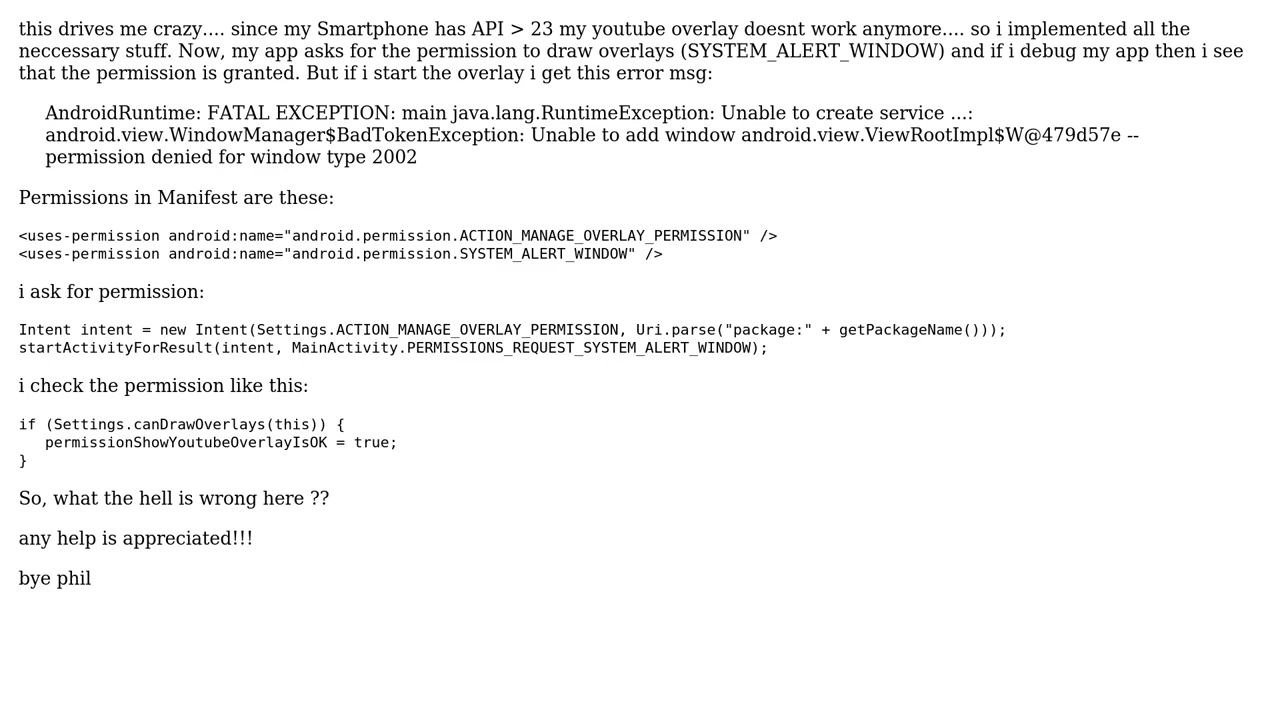 this drives me crazy.... since my Smartphone has API > 23 my youtube overlay doesnt work anymore.... so i implemented all the
neccessary stuff. Now, my app asks for the permission to draw overlays (SYSTEM_ALERT_WINDOW) and if i debug my app then i see
that the permission is granted. But if i start the overlay i get this error msg:
AndroidRuntime: FATAL EXCEPTION: main java.lang.RuntimeException: Unable to create service ...:
android.view.WindowManager$BadTokenException: Unable to add window android.view.ViewRootImpl$W@479d57e --
permission denied for window type 2002
Permissions in Manifest are these:
<uses-permission android:name="android.permission.ACTION_MANAGE_OVERLAY_PERMISSION" />
<uses-permission android:name="android.permission.SYSTEM_ALERT_WINDOW" />
i ask for permission:
Intent intent = new Intent(Settings.ACTION_MANAGE_OVERLAY_PERMISSION, Uri.parse("package:" + getPackageName()));
startActivityForResult(intent, MainActivity.PERMISSIONS_REQUEST_SYSTEM_ALERT_WINDOW);
i check the permission like this:
if (Settings.canDrawOverlays(this)) {
   permissionShowYoutubeOverlayIsOK = true;
}
So, what the hell is wrong here ??
any help is appreciated!!!
bye phil